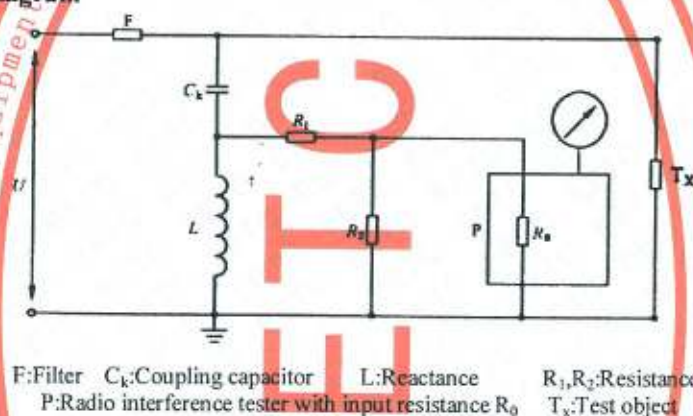 F
Cₖ
R₁
U
L
R₂
P
R₀
Tx
ETC
F:Filter Cₖ:Coupling capacitor L:Reactance R₁,R₂:Resistance
P:Radio interference tester with input resistance R₀ T.:Test object